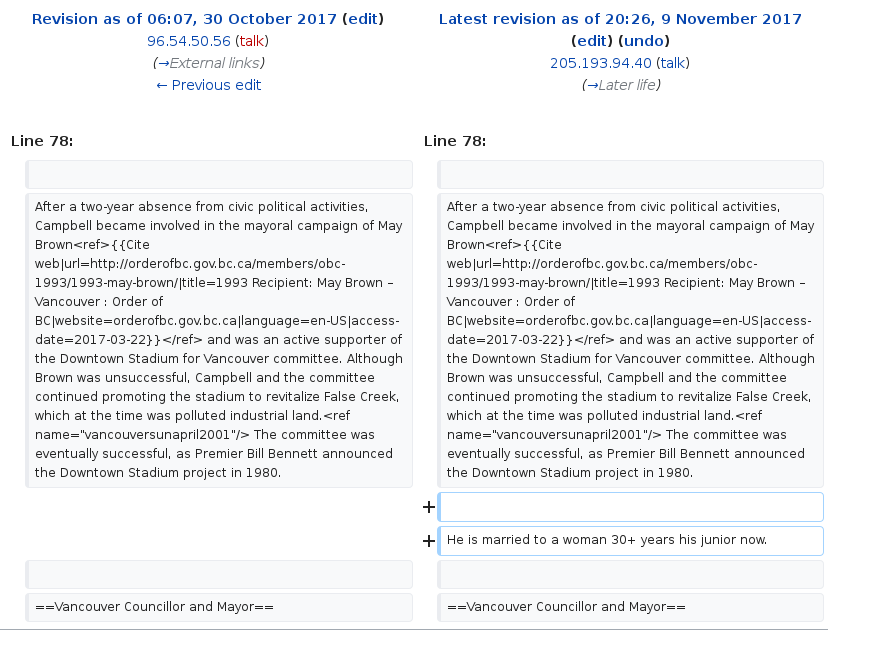 Revision as of 06:07, 30 October 2017 (edit)
96.54.50.56 (talk)
(→External links)
← Previous edit
Latest revision as of 20:26, 9 November 2017
(edit) (undo)
205.193.94.40 (talk)
(→Later life)
Line 78:
Line 78:
After a two-year absence from civic political activities,
Campbell became involved in the mayoral campaign of May
Brown<ref>{{Cite
web|url=http://orderofbc.gov.bc.ca/members/obc-
1993/1993-may-brown/|title=1993 Recipient: May Brown –
Vancouver : Order of
BC|website=orderofbc.gov.bc.ca|language=en-US|access-
date=2017-03-22}}</ref> and was an active supporter of
the Downtown Stadium for Vancouver committee. Although
Brown was unsuccessful, Campbell and the committee
continued promoting the stadium to revitalize False Creek,
which at the time was polluted industrial land.<ref
name="vancouversunapril2001"/> The committee was
eventually successful, as Premier Bill Bennett announced
the Downtown Stadium project in 1980.
After a two-year absence from civic political activities,
Campbell became involved in the mayoral campaign of May
Brown<ref>{{Cite
web|url=http://orderofbc.gov.bc.ca/members/obc-
1993/1993-may-brown/|title=1993 Recipient: May Brown –
Vancouver : Order of
BC|website=orderofbc.gov.bc.ca|language=en-US|access-
date=2017-03-22}}</ref> and was an active supporter of
the Downtown Stadium for Vancouver committee. Although
Brown was unsuccessful, Campbell and the committee
continued promoting the stadium to revitalize False Creek,
which at the time was polluted industrial land.<ref
name="vancouversunapril2001"/> The committee was
eventually successful, as Premier Bill Bennett announced
the Downtown Stadium project in 1980.
+
+ He is married to a woman 30+ years his junior now.
==Vancouver Councillor and Mayor==
==Vancouver Councillor and Mayor==